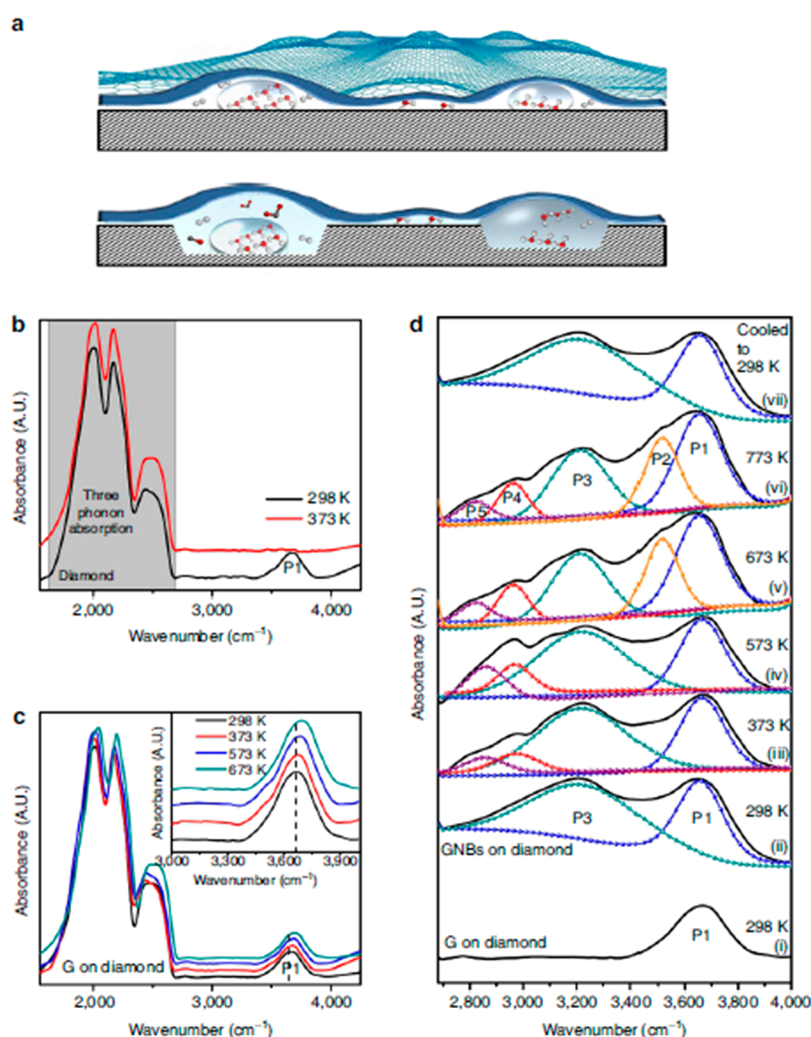 a
b
Absorbance (A.U.)
Three
phonon
absorption
Diamond
298 K
373 K
P1
2,000
3,000
4,000
Wavenumber (cm⁻¹)
c
Absorbance (A.U.)
298 K
373 K
573 K
673 K
Absorbance (A.U.)
3,000
3,300
3,600
3,900
Wavenumber (cm⁻¹)
G on diamond
P1
2,000
3,000
4,000
Wavenumber (cm⁻¹)
d
Absorbance (A.U.)
Cooled
to
298 K
(vii)
773 K
P1
P2
P3
P4
P5
(vi)
673 K
(v)
573 K
(iv)
373 K
(iii)
298 K
P3
P1
GNBs on diamond
(ii)
298 K
G on diamond
P1
(i)
2,800
3,000
3,200
3,400
3,600
3,800
4,000
Wavenumber (cm⁻¹)